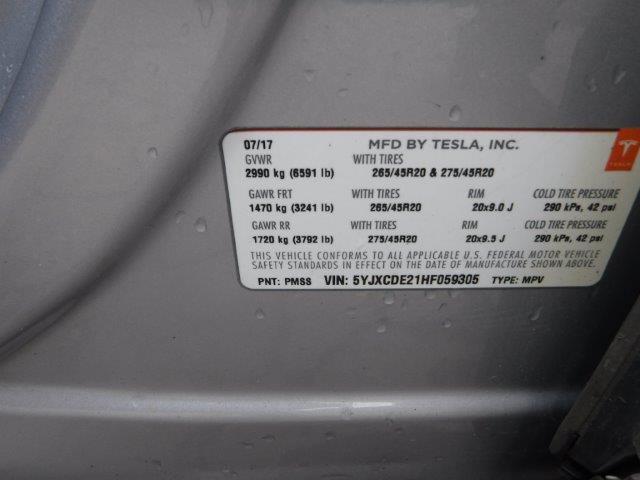 07/17 MFD BY TESLA, INC.
GVWR WITH TIRES
2990 kg (6591 lb) 265/45R20 & 275/45R20
GAWR FRT WITH TIRES RIM COLD TIRE PRESSURE
1470 kg (3241 lb) 265/45R20 20x9.0 J 290 kPa, 42 psi
GAWR RR WITH TIRES RIM COLD TIRE PRESSURE
1720 kg (3792 lb) 275/45R20 20x9.5 J 290 kPa, 42 psi
THIS VEHICLE CONFORMS TO ALL APPLICABLE U.S. FEDERAL MOTOR VEHICLE
SAFETY STANDARDS IN EFFECT ON THE DATE OF MANUFACTURE SHOWN ABOVE.
PNT: PMSS VIN: 5YJXCDE21HF059305 TYPE: MPV